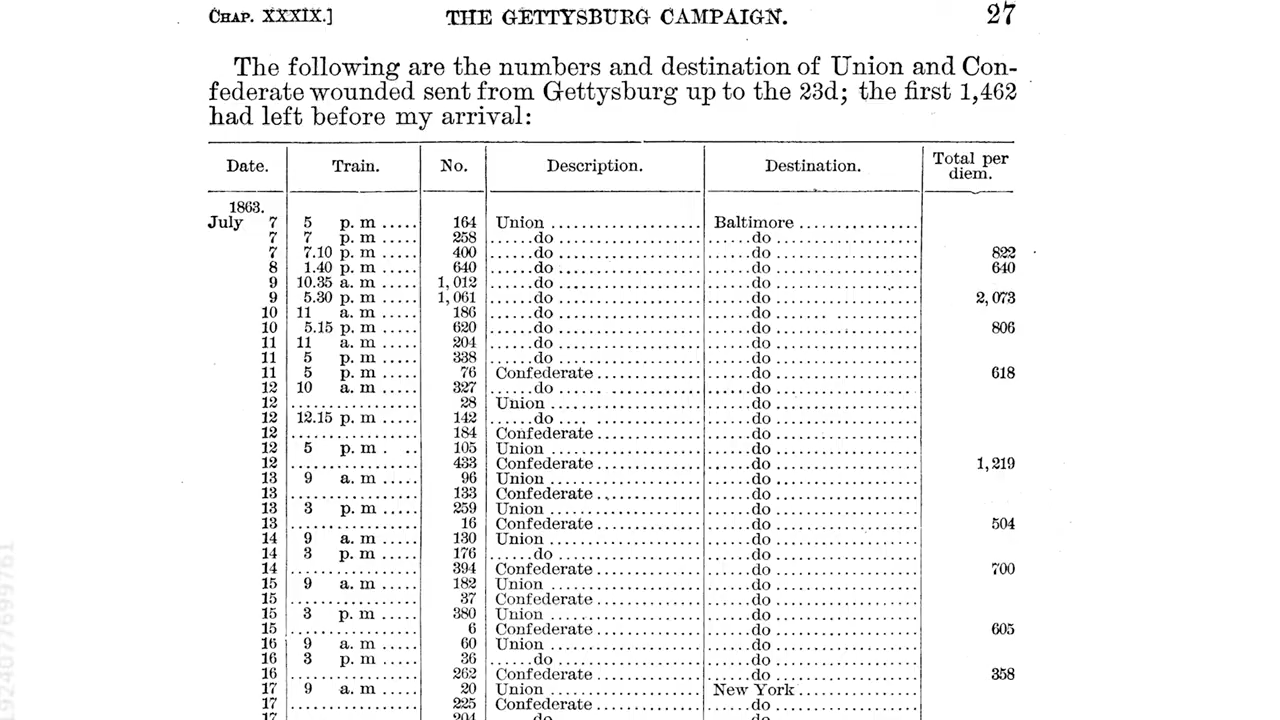 CHAP. XXXIX.] THE GETTYSBURG CAMPAIGN. 27
The following are the numbers and destination of Union and Con-
federate wounded sent from Gettysburg up to the 23d; the first 1,462
had left before my arrival:
Date. Train. No. Description. Destination. Total per diem.
1863.
July 7 5 p. m ..... 164 Union .................... Baltimore ................
7 7 p. m ..... 258 ......do .................... ......do ...................
7 7.10 p. m ..... 400 ......do .................... ......do ................... 822
8 1.40 p. m ..... 640 ......do .................... ......do ................... 640
9 10.35 a. m ..... 1,012 ......do .................... ......do ...................
9 5.30 p. m ..... 1,061 ......do .................... ......do ................... 2,073
10 11 a. m ..... 186 ......do .................... ......do ...................
10 5.15 p. m ..... 620 ......do .................... ......do ................... 806
11 11 a. m ..... 204 ......do .................... ......do ...................
11 5 p. m ..... 338 ......do .................... ......do ...................
11 5 p. m ..... 76 Confederate .............. ......do ................... 618
12 10 a. m ..... 327 ......do .................... ......do ...................
12 ................. 28 Union .................... ......do ...................
12 12.15 p. m ..... 142 ......do .................... ......do ...................
12 ................. 184 Confederate .............. ......do ...................
12 5 p. m . .. 105 Union .................... ......do ...................
12 ................. 433 Confederate .............. ......do ................... 1,219
13 9 a. m ..... 96 Union .................... ......do ...................
13 ................. 133 Confederate .............. ......do ...................
13 3 p. m ..... 259 Union .................... ......do ...................
13 ................. 16 Confederate .............. ......do ................... 504
14 9 a. m ..... 130 Union .................... ......do ...................
14 3 p. m ..... 176 ......do .................... ......do ...................
14 ................. 394 Confederate .............. ......do ................... 700
15 9 a. m ..... 182 Union .................... ......do ...................
15 ................. 37 Confederate .............. ......do ...................
15 3 p. m ..... 380 Union .................... ......do ...................
15 ................. 6 Confederate .............. ......do ................... 605
16 9 a. m ..... 60 Union .................... ......do ...................
16 3 p. m ..... 36 ......do .................... ......do ...................
16 ................. 262 Confederate .............. ......do ................... 358
17 9 a. m ..... 20 Union .................... New York ................
17 ................. 225 Confederate .............. ......do ...................
17 204 do do